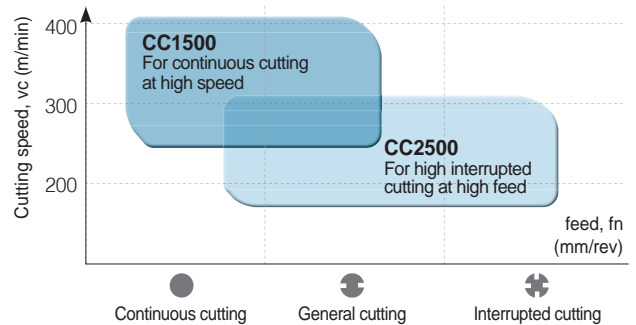 400
300
200
Cutting speed, vc (m/min)
CC1500
For continuous cutting
at high speed
CC2500
For high interrupted
cutting at high feed
feed, fn
(mm/rev)
Continuous cutting
General cutting
Interrupted cutting